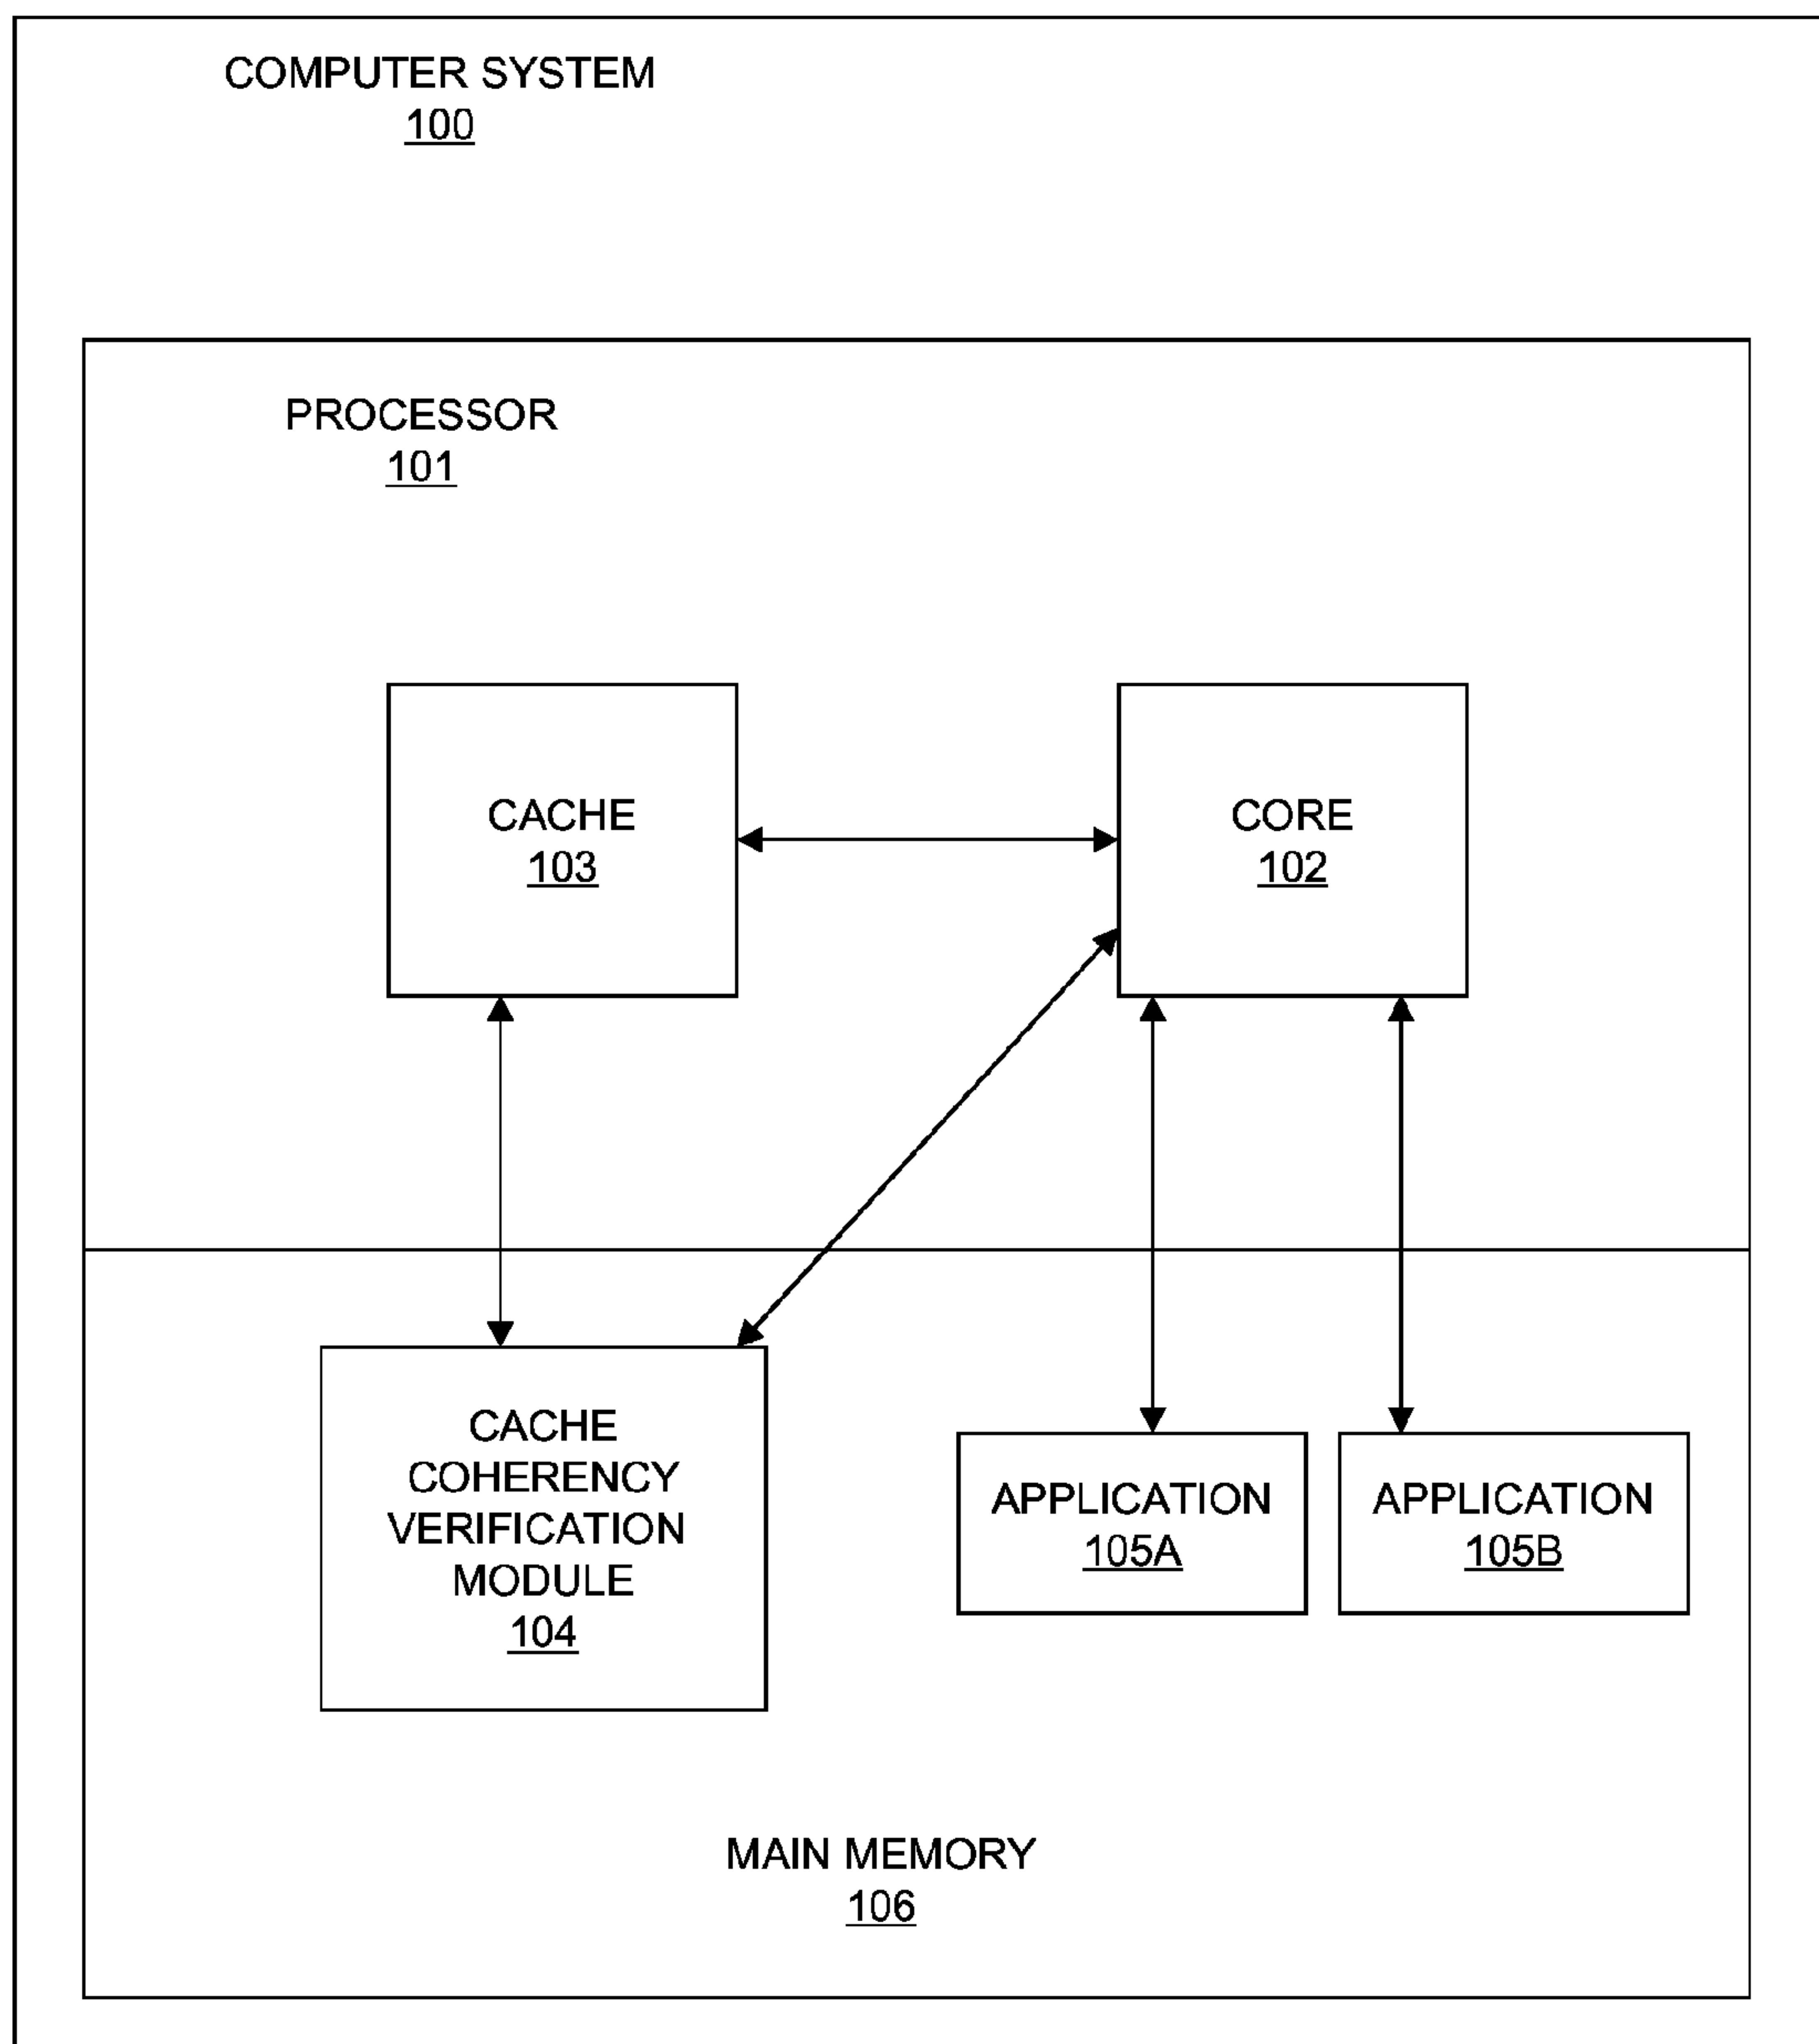 COMPUTER SYSTEM
100
PROCESSOR
101
CACHE
103
CORE
102
CACHE
COHERENCY
VERIFICATION
MODULE
104
APPLICATION
105A
APPLICATION
105B
MAIN MEMORY
106